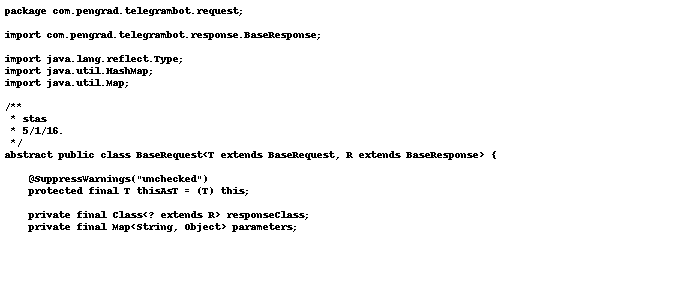 package com.pengrad.telegrambot.request;

import com.pengrad.telegrambot.response.BaseResponse;

import java.lang.reflect.Type;
import java.util.HashMap;
import java.util.Map;

/**
 * stas
 * 5/1/16.
 */
abstract public class BaseRequest<T extends BaseRequest, R extends BaseResponse> {

    @SuppressWarnings("unchecked")
    protected final T thisAsT = (T) this;

    private final Class<? extends R> responseClass;
    private final Map<String, Object> parameters;